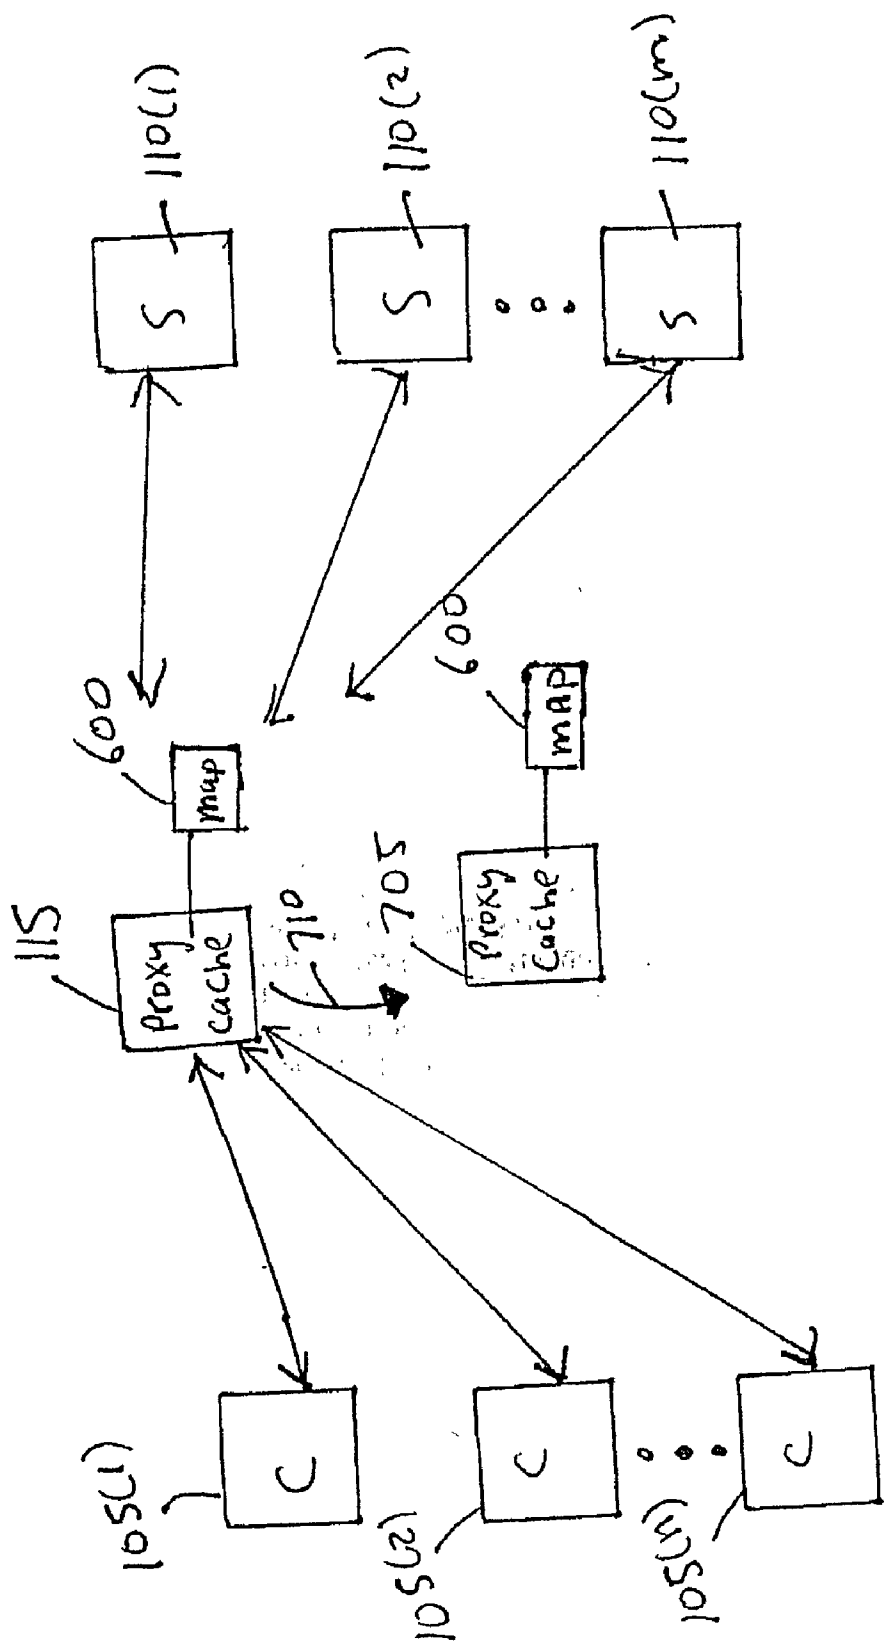 105(1)
C
105(2)
C
105(n)
C
115
Proxy
cache
600
map
710
705
Proxy
Cache
600
mAP
S
110(1)
S
110(2)
S
110(m)